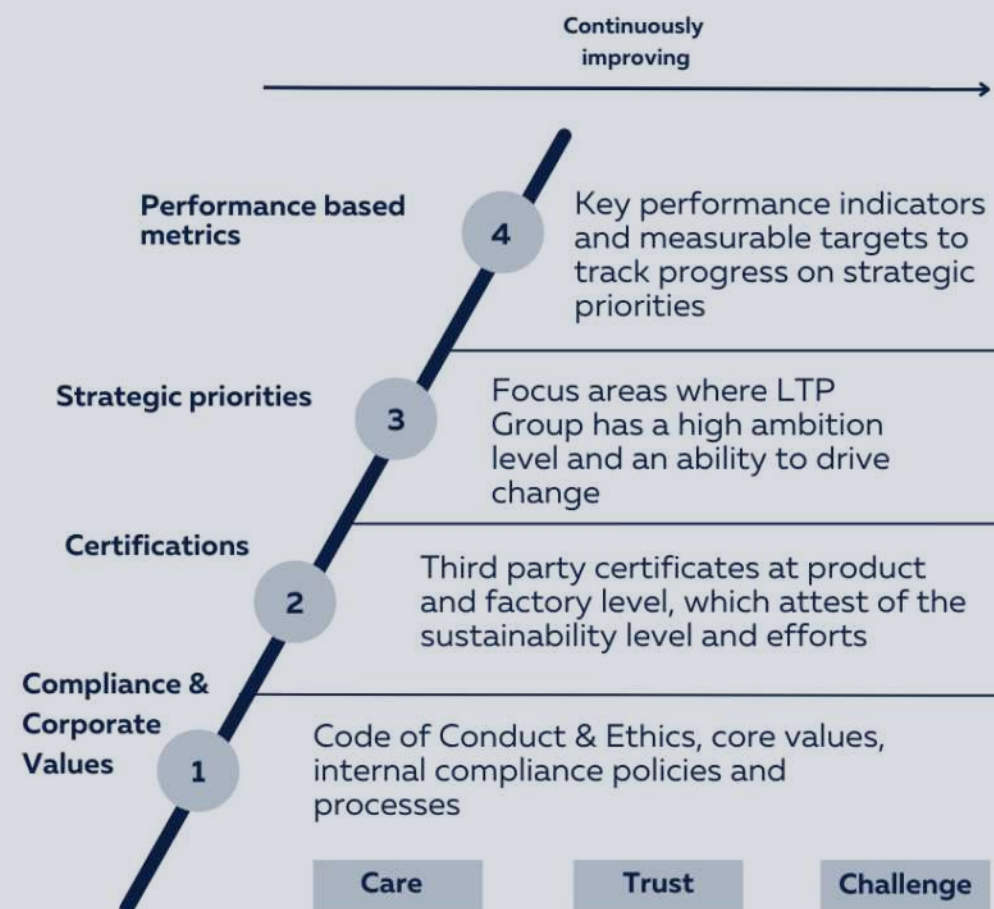 Continuously
improving
Performance based
metrics
4
Key performance indicators
and measurable targets to
track progress on strategic
priorities
Strategic priorities
3
Focus areas where LTP
Group has a high ambition
level and an ability to drive
change
Certifications
2
Third party certificates at product
and factory level, which attest of the
sustainability level and efforts
Compliance &
Corporate
Values
1
Code of Conduct & Ethics, core values,
internal compliance policies and
processes
Care
Trust
Challenge